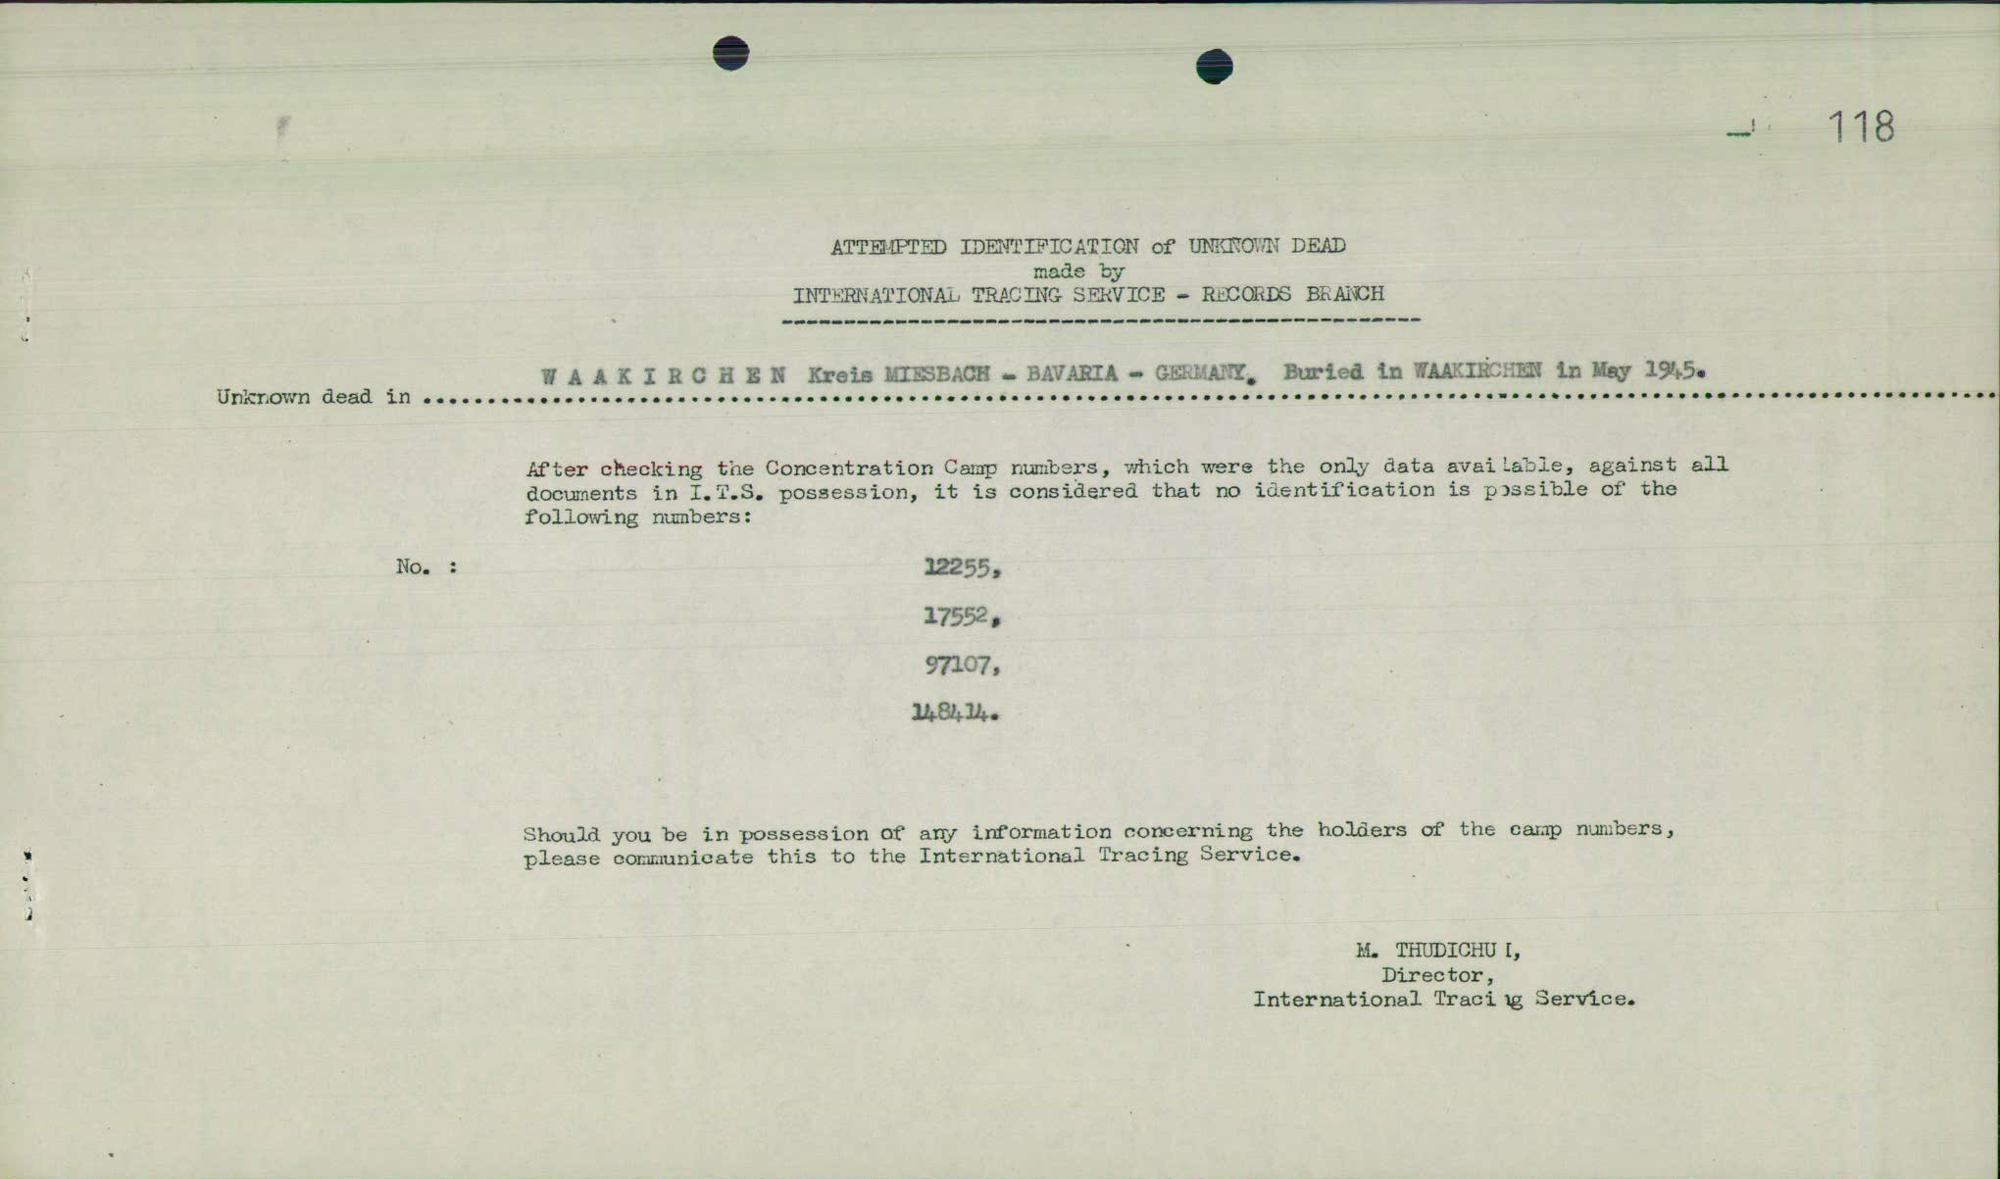 118
ATTEMPTED IDENTIFICATION of UNKNOWN DEAD
made by
INTERNATIONAL TRACING SERVICE - RECORDS BRANCH
W A A K I R C H E N Kreis MIESBACH - BAVARIA - GERMANY. Buried in WAAKIRCHEN in May 1945.
Unknown dead in ........................................................................
After checking the Concentration Camp numbers, which were the only data available, against all
documents in I.T.S. possession, it is considered that no identification is possible of the
following numbers:
No. : 12255,
17552,
97107,
148414.
Should you be in possession of any information concerning the holders of the camp numbers,
please communicate this to the International Tracing Service.
M. THUDICHUM,
Director,
International Tracing Service.